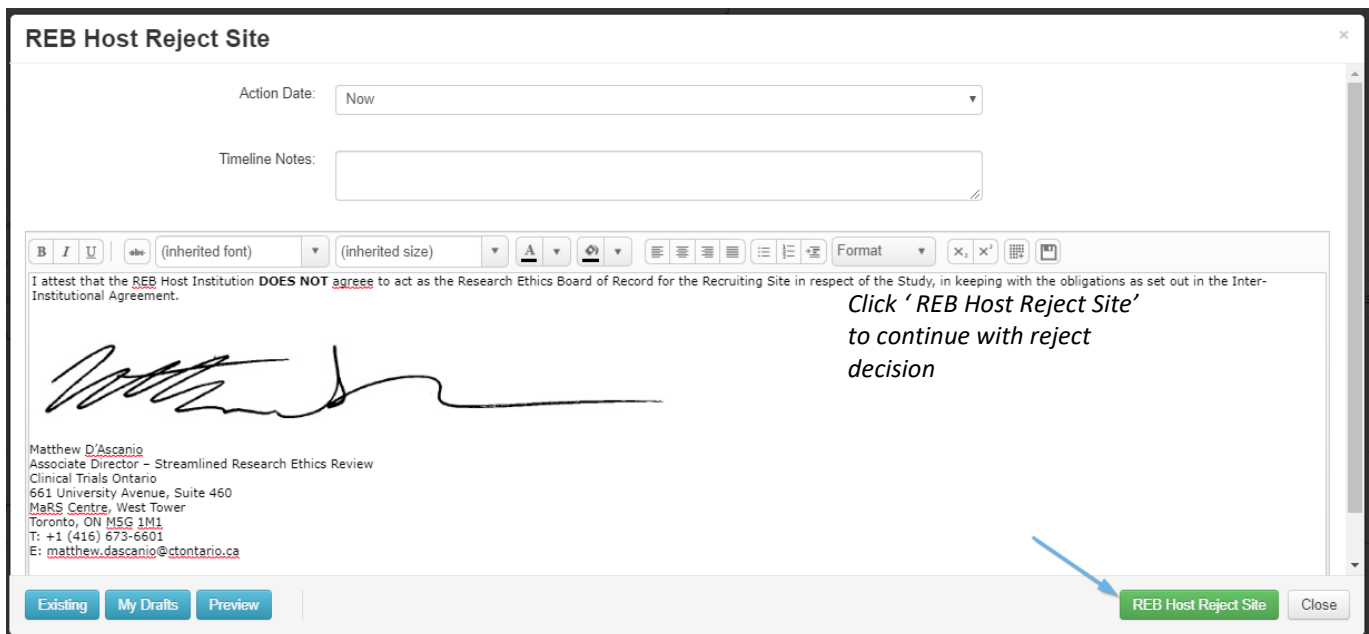 REB Host Reject Site
×
Action Date:
Now
Timeline Notes:
B I U abc (inherited font) (inherited size) A Format ×₂ ×²
I attest that the REB Host Institution DOES NOT agreee to act as the Research Ethics Board of Record for the Recruiting Site in respect of the Study, in keeping with the obligations as set out in the Inter-
Institutional Agreement.
Click ‘ REB Host Reject Site’
to continue with reject
decision
Matthew D'Ascanio
Associate Director – Streamlined Research Ethics Review
Clinical Trials Ontario
661 University Avenue, Suite 460
MaRS Centre, West Tower
Toronto, ON M5G 1M1
T: +1 (416) 673-6601
E: matthew.dascanio@ctontario.ca
Existing My Drafts Preview REB Host Reject Site Close